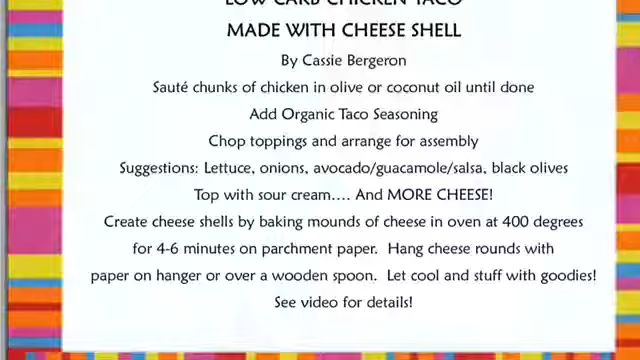 LOW CARB CHICKEN TACO
MADE WITH CHEESE SHELL
By Cassie Bergeron
Sauté chunks of chicken in olive or coconut oil until done
Add Organic Taco Seasoning
Chop toppings and arrange for assembly
Suggestions: Lettuce, onions, avocado/guacamole/salsa, black olives
Top with sour cream…. And MORE CHEESE!
Create cheese shells by baking mounds of cheese in oven at 400 degrees
for 4-6 minutes on parchment paper.  Hang cheese rounds with
paper on hanger or over a wooden spoon.  Let cool and stuff with goodies!
See video for details!